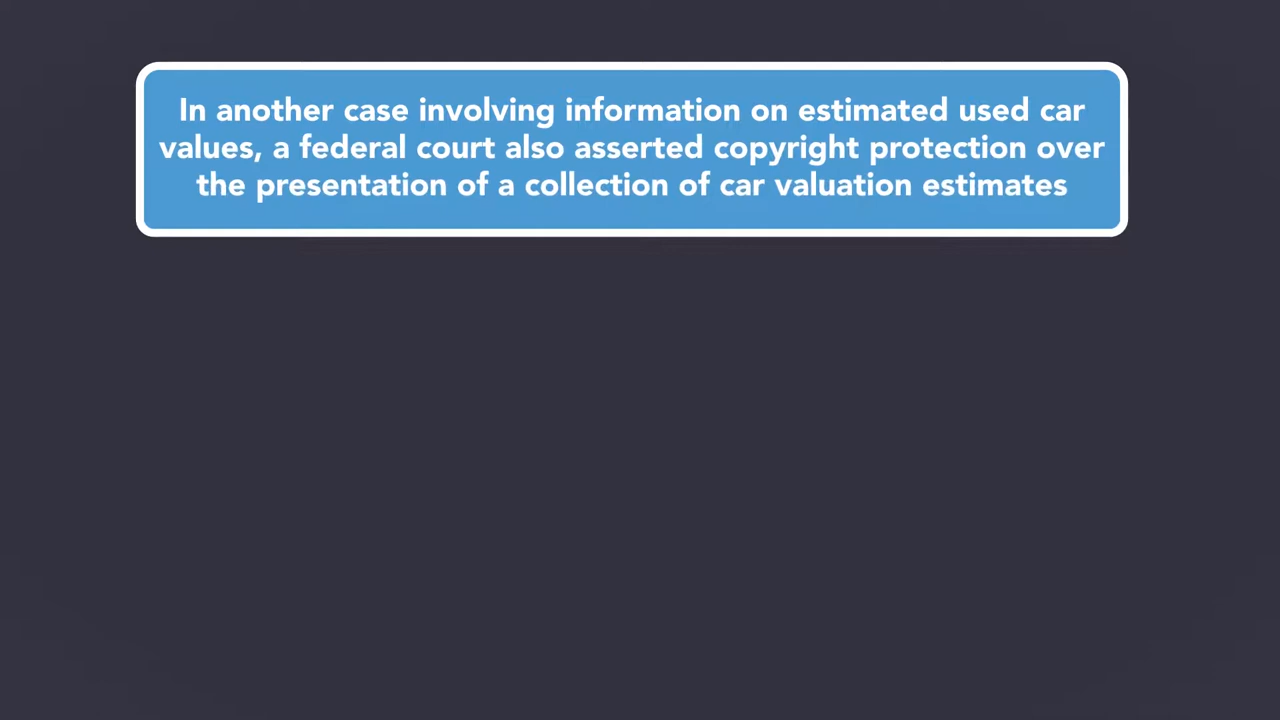 In another case involving information on estimated used car
values, a federal court also asserted copyright protection over
the presentation of a collection of car valuation estimates